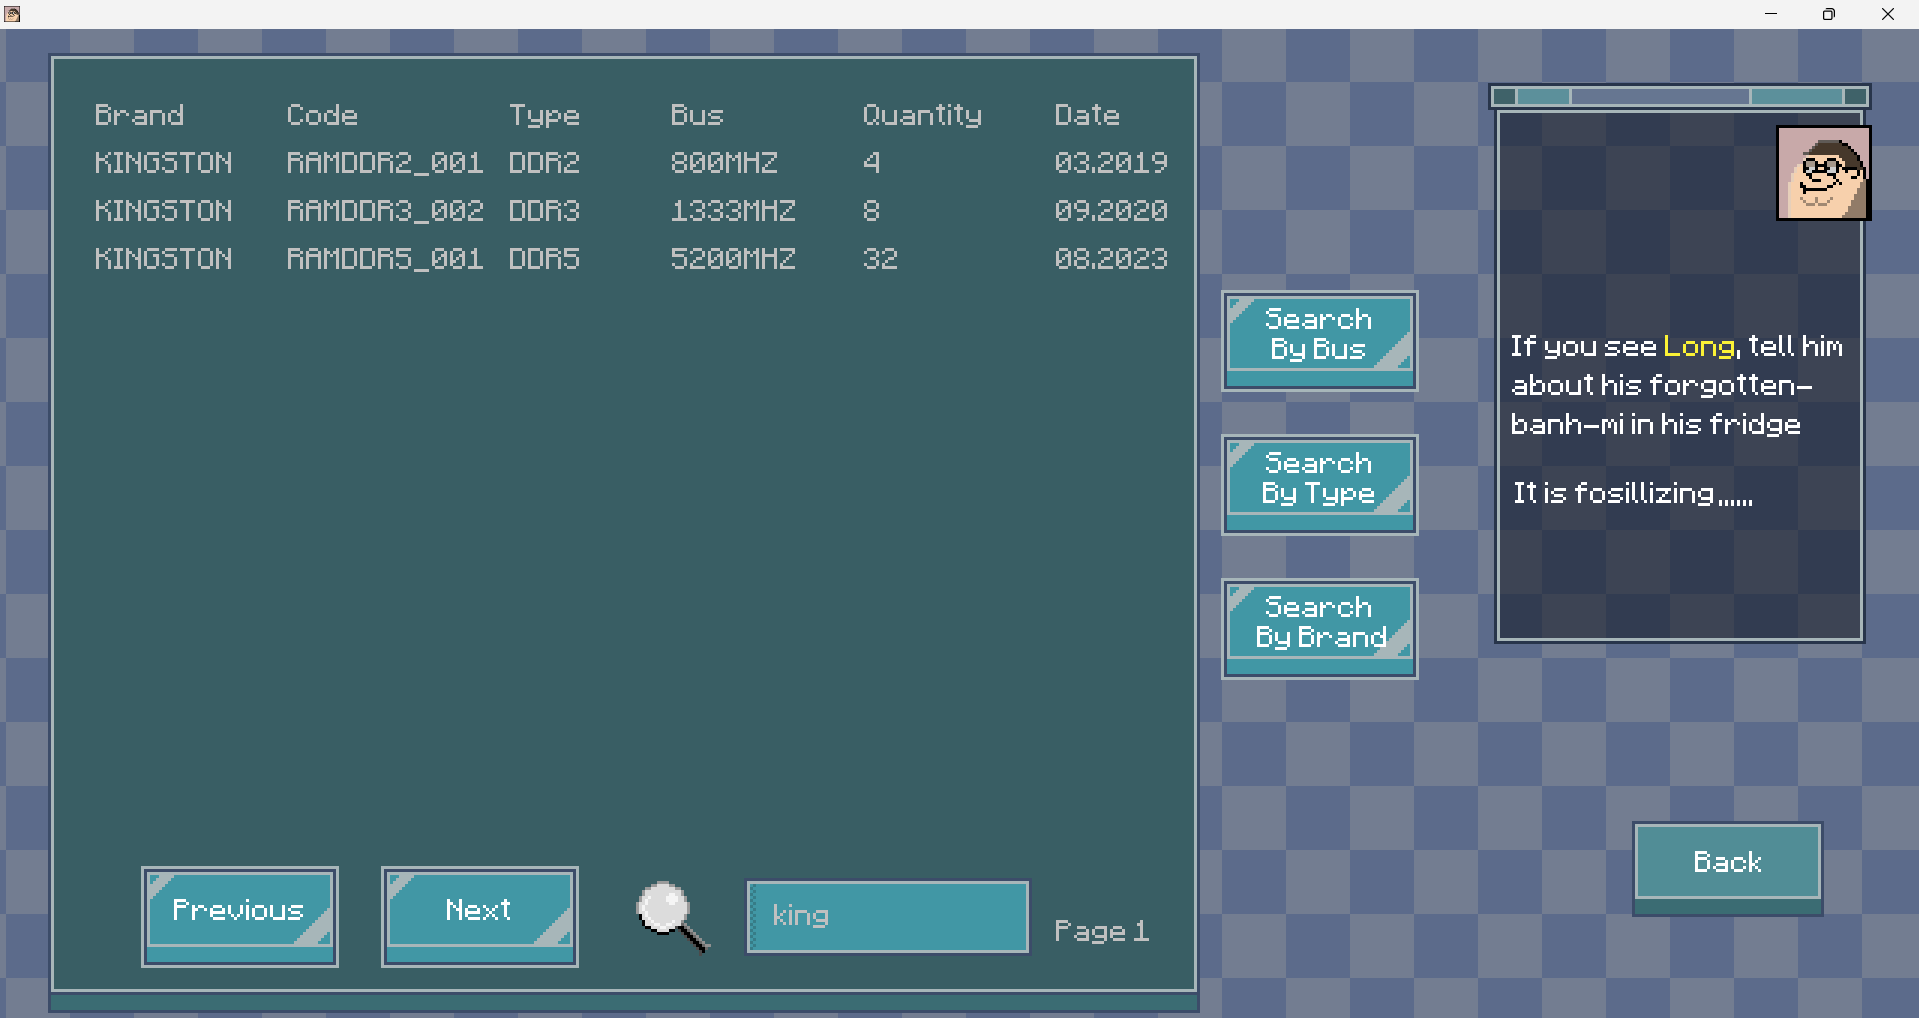 Brand Code Type Bus Quantity Date
KINGSTON RAMDDR2_001 DDR2 800MHZ 4 03.2019
KINGSTON RAMDDR3_002 DDR3 1333MHZ 8 09.2020
KINGSTON RAMDDR5_001 DDR5 5200MHZ 32 08.2023
Search
By Bus
Search
By Type
Search
By Brand
If you see Long, tell him
about his forgotten-
banh-mi in his fridge
It is fosillizing......
Previous
Next
king
Page 1
Back